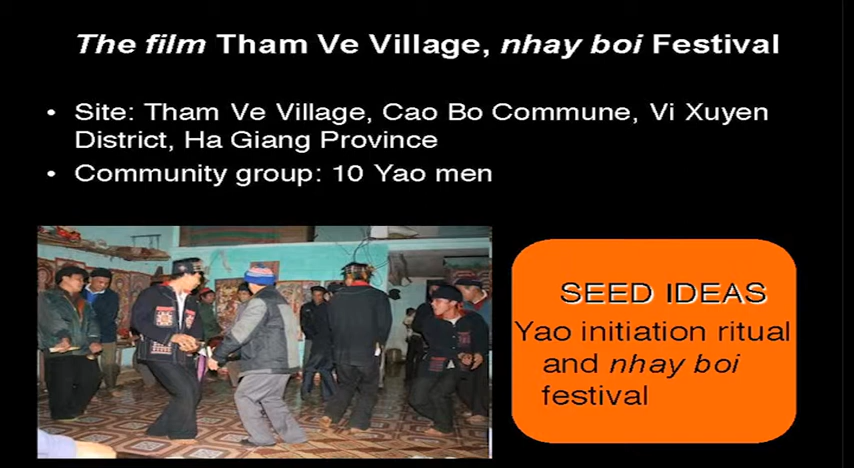 The film Tham Ve Village, nhay boi Festival
• Site: Tham Ve Village, Cao Bo Commune, Vi Xuyen
District, Ha Giang Province
• Community group: 10 Yao men
SEED IDEAS
Yao initiation ritual
and nhay boi
festival